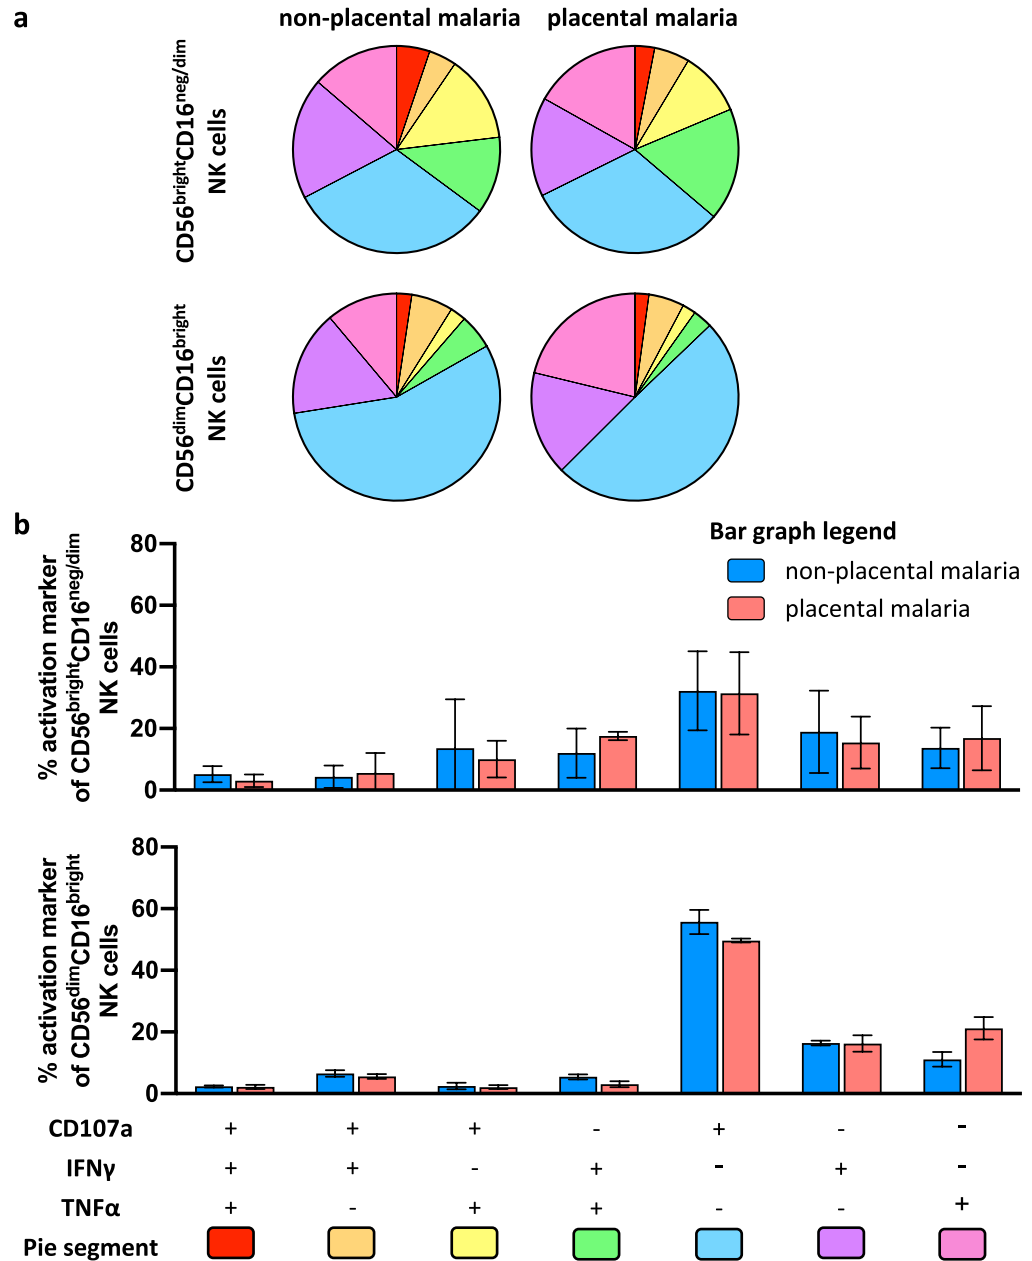 a
non-placental malaria placental malaria
CD56brightCD16neg/dim
NK cells
CD56dimCD16bright
NK cells
b
Bar graph legend
non-placental malaria
placental malaria
% activation marker
of CD56brightCD16neg/dim
NK cells
80
60
40
20
0
% activation marker
of CD56dimCD16bright
NK cells
80
60
40
20
0
CD107a + + + - + - -
IFNγ + + - + - + -
TNFα + - + + - - +
Pie segment